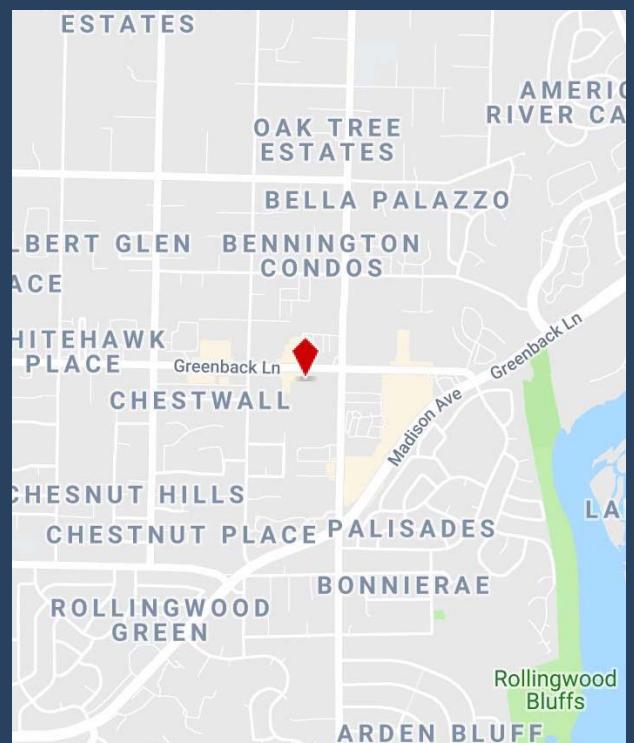 ESTATES
AMERIC
RIVER CA
OAK TREE
ESTATES
BELLA PALAZZO
LBERT GLEN
BENNINGTON
CONDOS
ACE
HITEHAWK
PLACE
Greenback Ln
Greenback Ln
CHESTWALL
Madison Ave
CHESNUT HILLS
LA
CHESTNUT PLACE
PALISADES
BONNIERAE
ROLLINGWOOD
GREEN
Rollingwood
Bluffs
ARDEN BLUFF